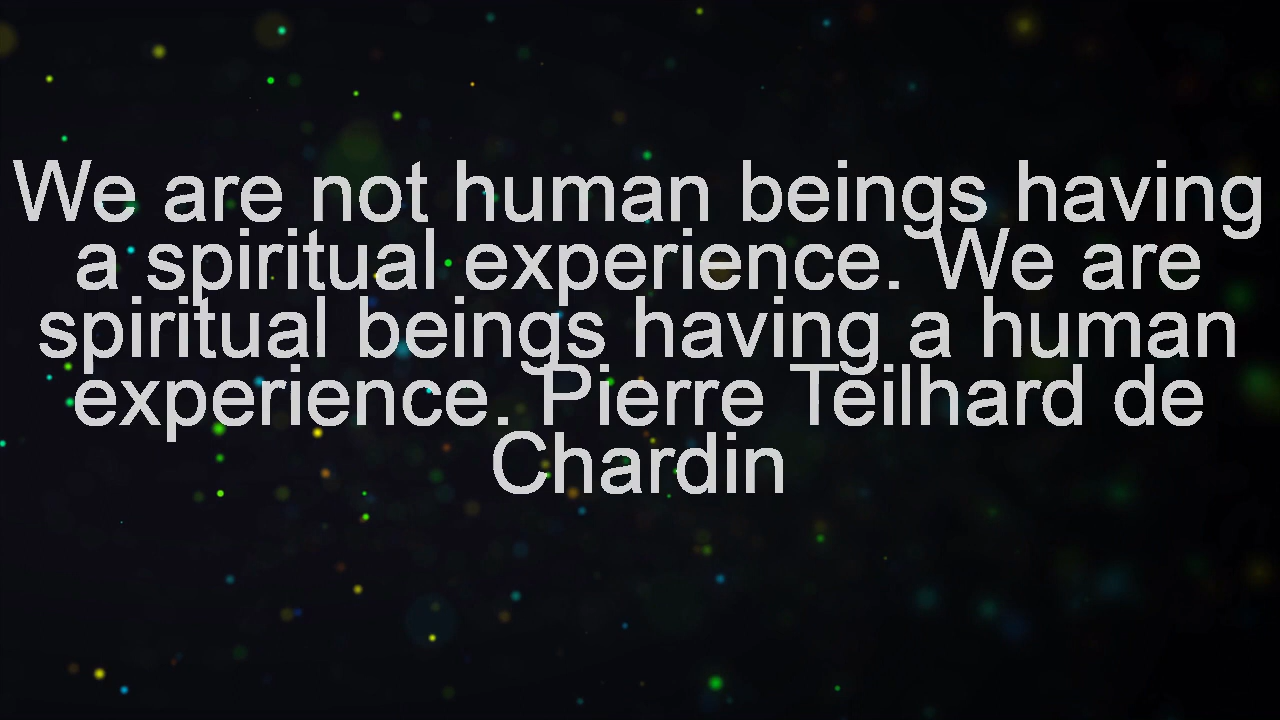 We are not human beings having
a spiritual experience. We are
spiritual beings having a human
experience. Pierre Teilhard de
Chardin